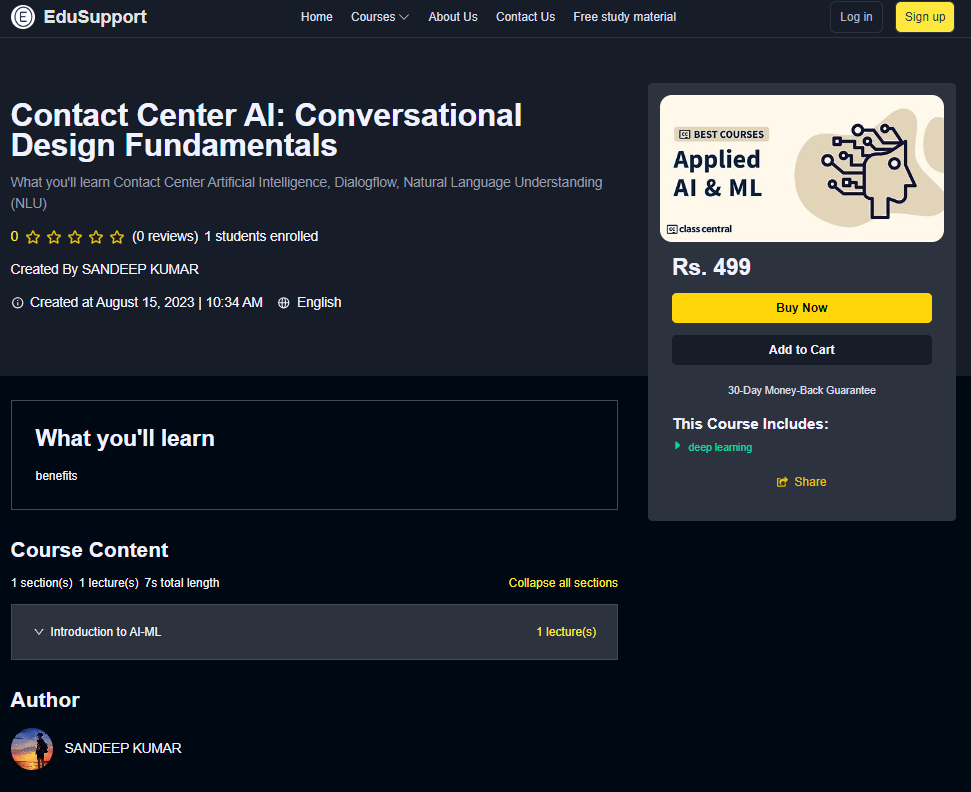 EduSupport
Home Courses About Us Contact Us Free study material
Log in Sign up
Contact Center AI: Conversational
Design Fundamentals
What you'll learn Contact Center Artificial Intelligence, Dialogflow, Natural Language Understanding
(NLU)
0 (0 reviews) 1 students enrolled
Created By SANDEEP KUMAR
Created at August 15, 2023 | 10:34 AM English
BEST COURSES
Applied
AI & ML
class central
Rs. 499
Buy Now
Add to Cart
30-Day Money-Back Guarantee
This Course Includes:
deep learning
Share
What you'll learn
benefits
Course Content
1 section(s) 1 lecture(s) 7s total length
Collapse all sections
Introduction to AI-ML
1 lecture(s)
Author
SANDEEP KUMAR